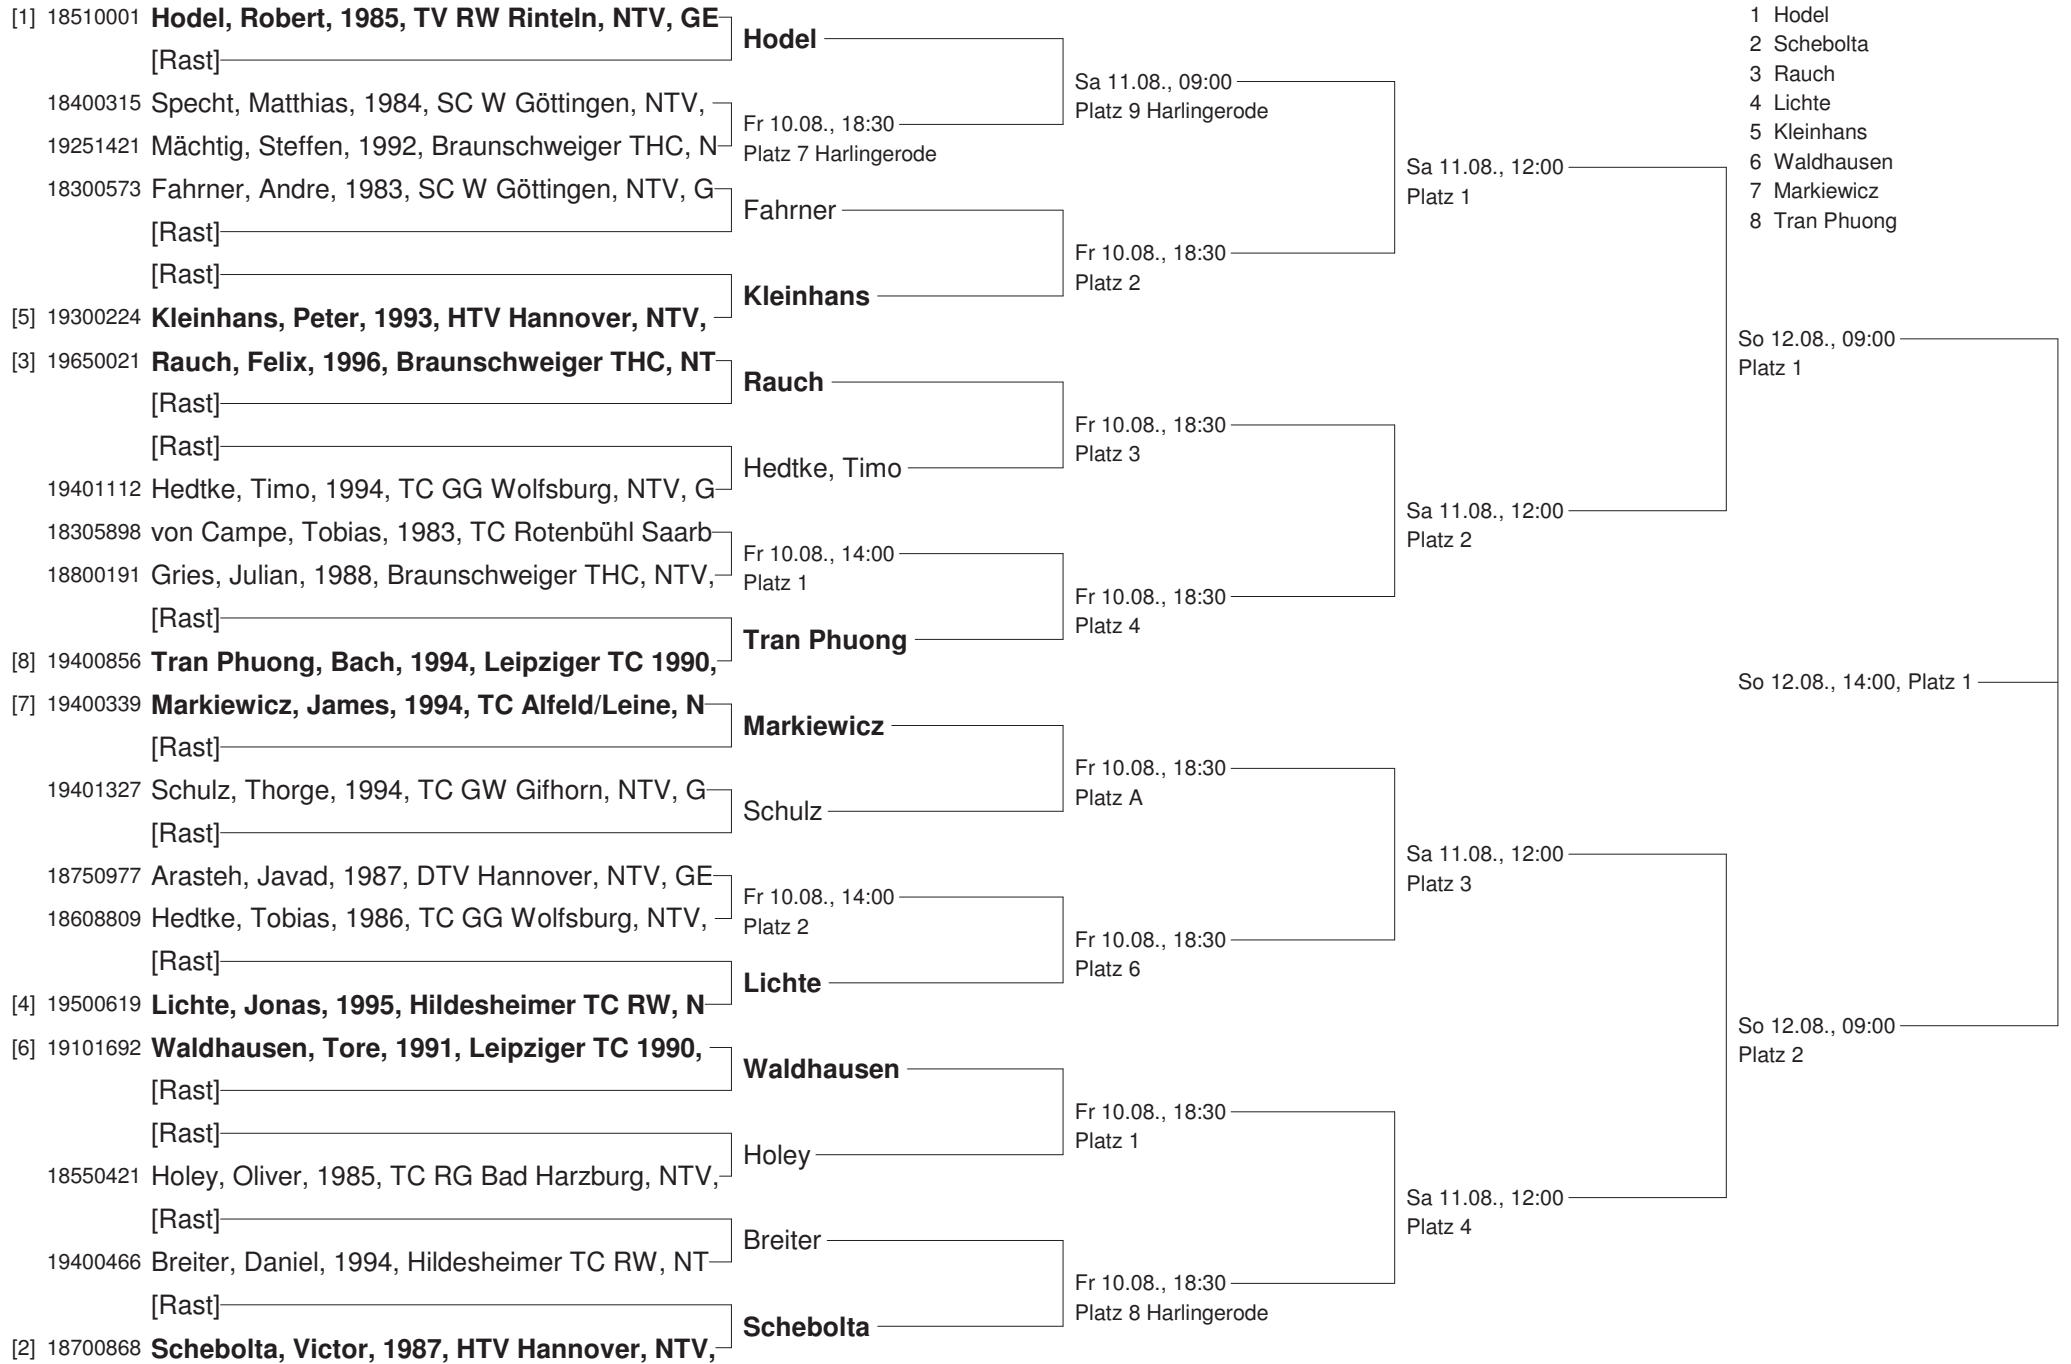 [1] 18510001 Hodel, Robert, 1985, TV RW Rinteln, NTV, GE
[Rast]
18400315 Specht, Matthias, 1984, SC W Göttingen, NTV,
19251421 Mächtig, Steffen, 1992, Braunschweiger THC, N
18300573 Fahrner, Andre, 1983, SC W Göttingen, NTV, G
[Rast]
[Rast]
[5] 19300224 Kleinhans, Peter, 1993, HTV Hannover, NTV,
[3] 19650021 Rauch, Felix, 1996, Braunschweiger THC, NT
[Rast]
[Rast]
19401112 Hedtke, Timo, 1994, TC GG Wolfsburg, NTV, G
18305898 von Campe, Tobias, 1983, TC Rotenbühl Saarb
18800191 Gries, Julian, 1988, Braunschweiger THC, NTV,
[Rast]
[8] 19400856 Tran Phuong, Bach, 1994, Leipziger TC 1990,
[7] 19400339 Markiewicz, James, 1994, TC Alfeld/Leine, N
[Rast]
19401327 Schulz, Thorge, 1994, TC GW Gifhorn, NTV, G
[Rast]
18750977 Arasteh, Javad, 1987, DTV Hannover, NTV, GE
18608809 Hedtke, Tobias, 1986, TC GG Wolfsburg, NTV,
[Rast]
[4] 19500619 Lichte, Jonas, 1995, Hildesheimer TC RW, N
[6] 19101692 Waldhausen, Tore, 1991, Leipziger TC 1990,
[Rast]
[Rast]
18550421 Holey, Oliver, 1985, TC RG Bad Harzburg, NTV,
[Rast]
19400466 Breiter, Daniel, 1994, Hildesheimer TC RW, NT
[Rast]
[2] 18700868 Schebolta, Victor, 1987, HTV Hannover, NTV,
Hodel
Fr 10.08., 18:30
Platz 7 Harlingerode
Fahrner
Kleinhans
Rauch
Hedtke, Timo
Fr 10.08., 14:00
Platz 1
Tran Phuong
Markiewicz
Schulz
Fr 10.08., 14:00
Platz 2
Lichte
Waldhausen
Holey
Breiter
Schebolta
Sa 11.08., 09:00
Platz 9 Harlingerode
Fr 10.08., 18:30
Platz 2
Fr 10.08., 18:30
Platz 3
Fr 10.08., 18:30
Platz 4
Fr 10.08., 18:30
Platz A
Fr 10.08., 18:30
Platz 6
Fr 10.08., 18:30
Platz 1
Fr 10.08., 18:30
Platz 8 Harlingerode
Sa 11.08., 12:00
Platz 1
Sa 11.08., 12:00
Platz 2
Sa 11.08., 12:00
Platz 3
Sa 11.08., 12:00
Platz 4
1 Hodel
2 Schebolta
3 Rauch
4 Lichte
5 Kleinhans
6 Waldhausen
7 Markiewicz
8 Tran Phuong
So 12.08., 09:00
Platz 1
So 12.08., 14:00, Platz 1
So 12.08., 09:00
Platz 2